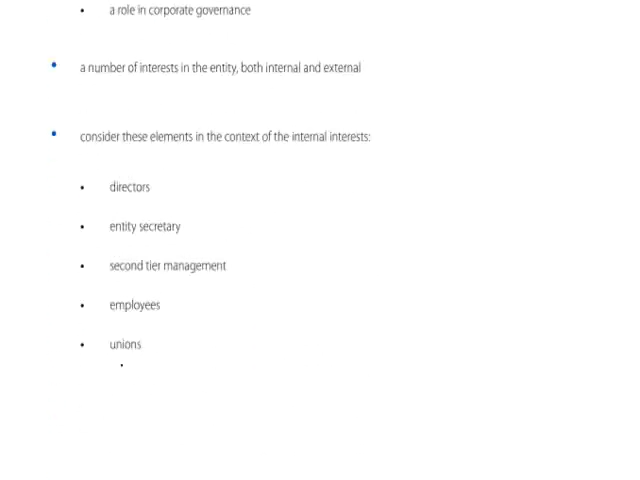 • a role in corporate governance
• a number of interests in the entity, both internal and external
• consider these elements in the context of the internal interests:
• directors
• entity secretary
• second tier management
• employees
• unions
•